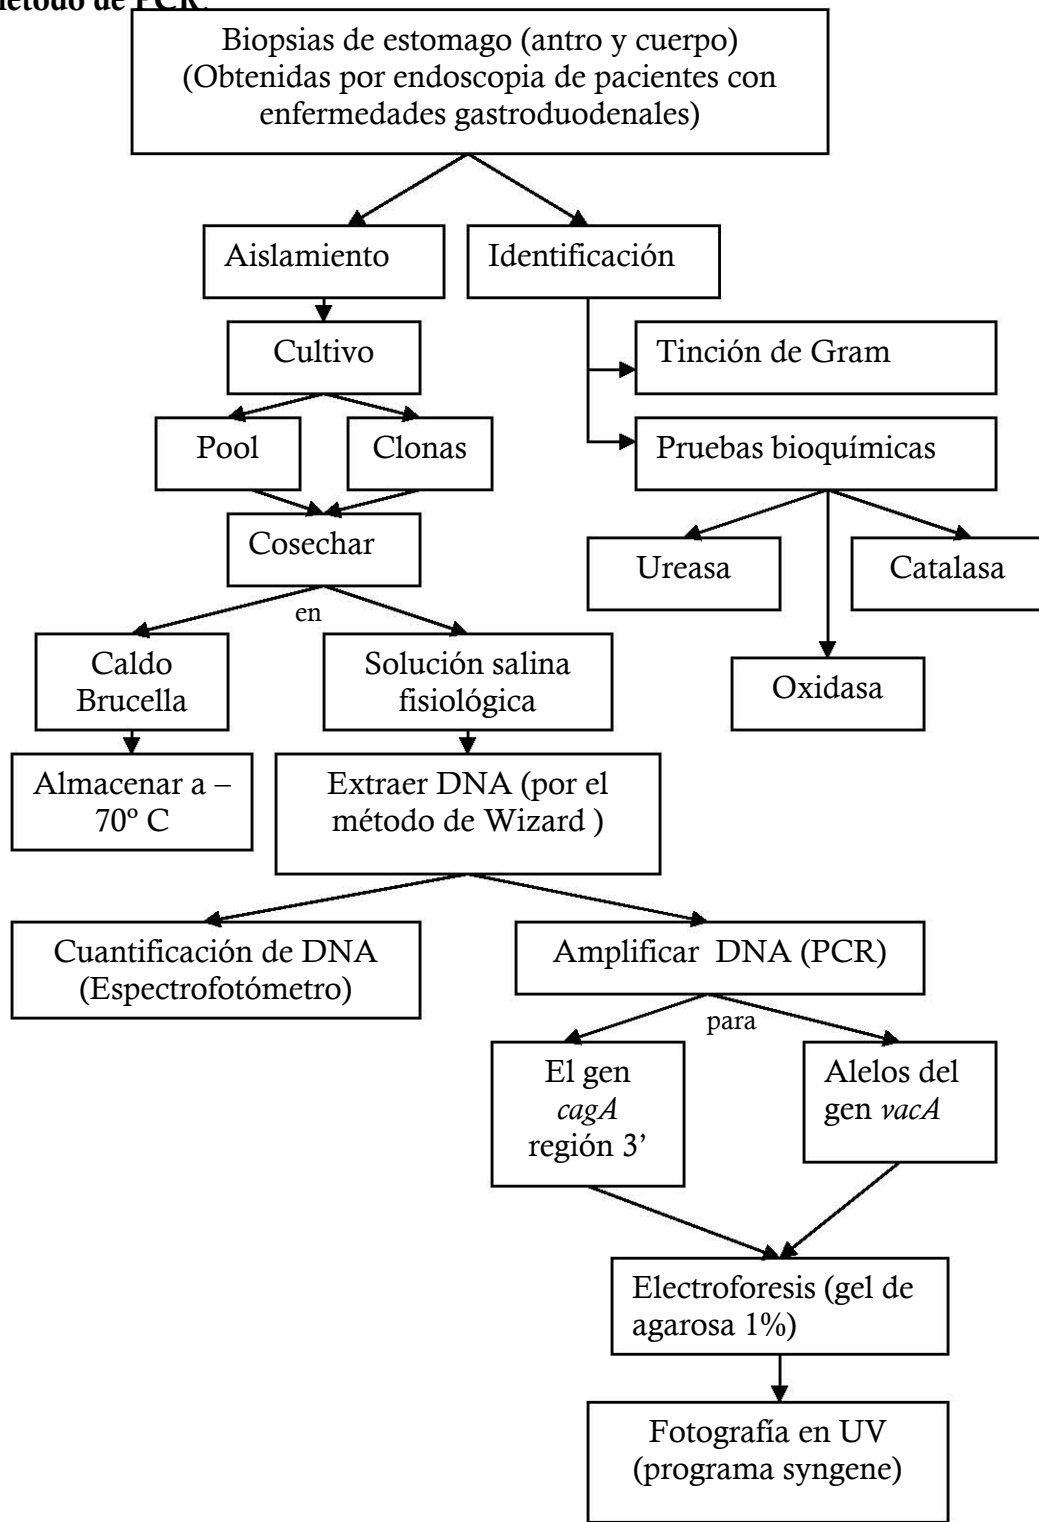 método de PCR.
Biopsias de estomago (antro y cuerpo)
(Obtenidas por endoscopia de pacientes con
enfermedades gastroduodenales)
Aislamiento
Identificación
Cultivo
Tinción de Gram
Pool
Clonas
Pruebas bioquímicas
Cosechar
Ureasa
Catalasa
en
Caldo
Brucella
Solución salina
fisiológica
Oxidasa
Almacenar a –
70º C
Extraer DNA (por el
método de Wizard )
Cuantificación de DNA
(Espectrofotómetro)
Amplificar DNA (PCR)
para
El gen
cagA
región 3’
Alelos del
gen vacA
Electroforesis (gel de
agarosa 1%)
Fotografía en UV
(programa syngene)